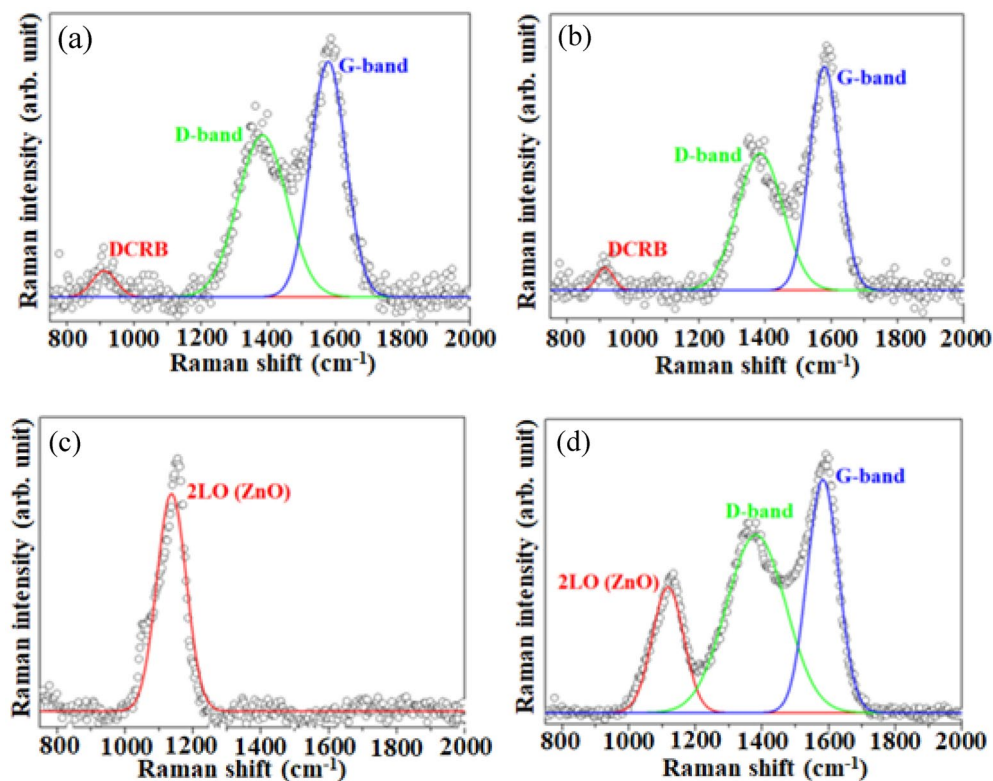 (a)
G-band
D-band
DCRB
Raman intensity (arb. unit)
800 1000 1200 1400 1600 1800 2000
Raman shift (cm-1)
(b)
G-band
D-band
DCRB
Raman intensity (arb. unit)
800 1000 1200 1400 1600 1800 2000
Raman shift (cm-1)
(c)
2LO (ZnO)
Raman intensity (arb. unit)
800 1000 1200 1400 1600 1800 2000
Raman shift (cm-1)
(d)
G-band
D-band
2LO (ZnO)
Raman intensity (arb. unit)
800 1000 1200 1400 1600 1800 2000
Raman shift (cm-1)